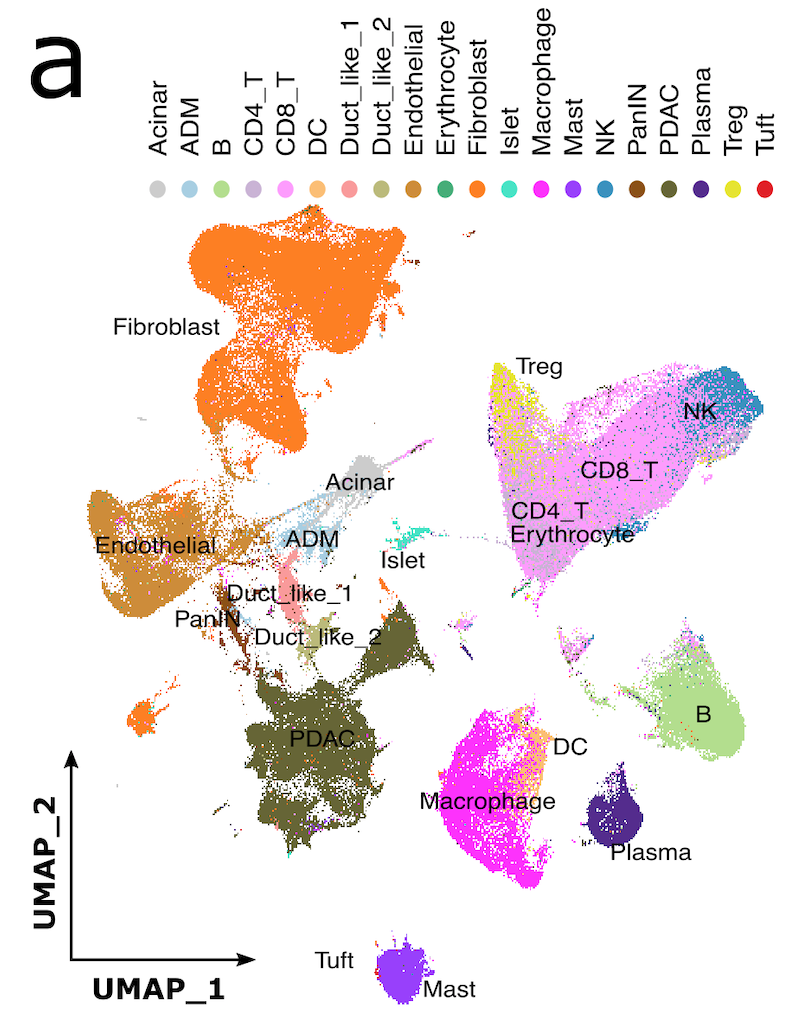 a
Acinar
ADM
B
CD4_T
CD8_T
DC
Duct_like_1
Duct_like_2
Endothelial
Erythrocyte
Fibroblast
Islet
Macrophage
Mast
NK
PanIN
PDAC
Plasma
Treg
Tuft
Fibroblast
Treg
NK
CD8_T
Acinar
CD4_T
Erythrocyte
ADM
Endothelial
Islet
Duct_like_1
PanIN
Duct_like_2
B
PDAC
DC
Macrophage
Plasma
Tuft
Mast
UMAP_2
UMAP_1